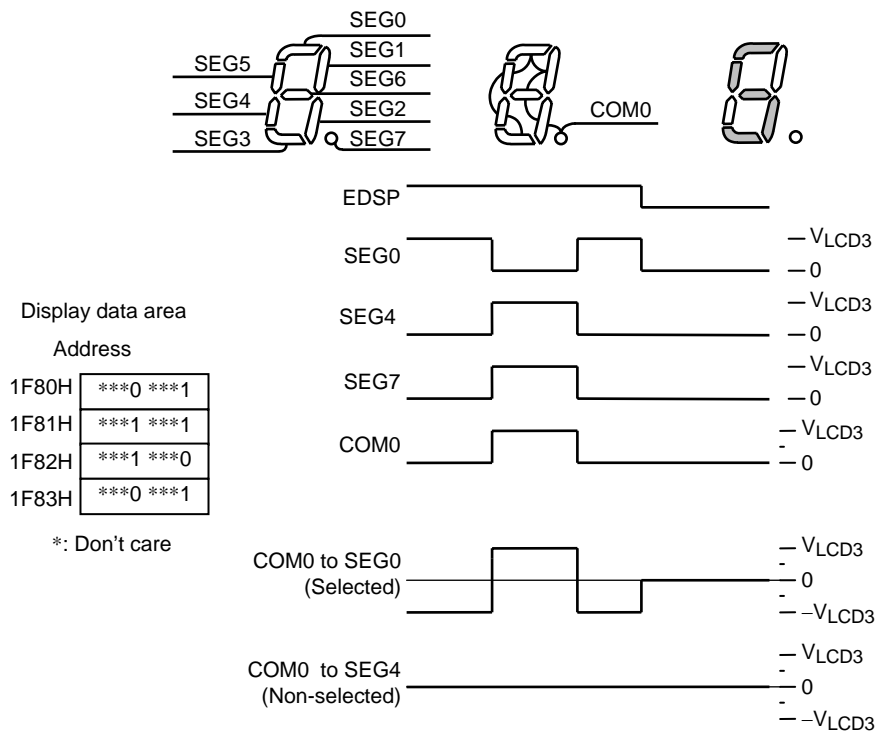 SEG0
SEG1
SEG5
SEG6
SEG4
SEG2
SEG3
SEG7
COM0
EDSP
SEG0
VLCD3
0
SEG4
VLCD3
0
SEG7
VLCD3
0
COM0
VLCD3
0
Display data area
Address
1F80H ***0 ***1
1F81H ***1 ***1
1F82H ***1 ***0
1F83H ***0 ***1
*: Don't care
COM0 to SEG0
(Selected)
VLCD3
0
−VLCD3
COM0 to SEG4
(Non-selected)
VLCD3
0
−VLCD3